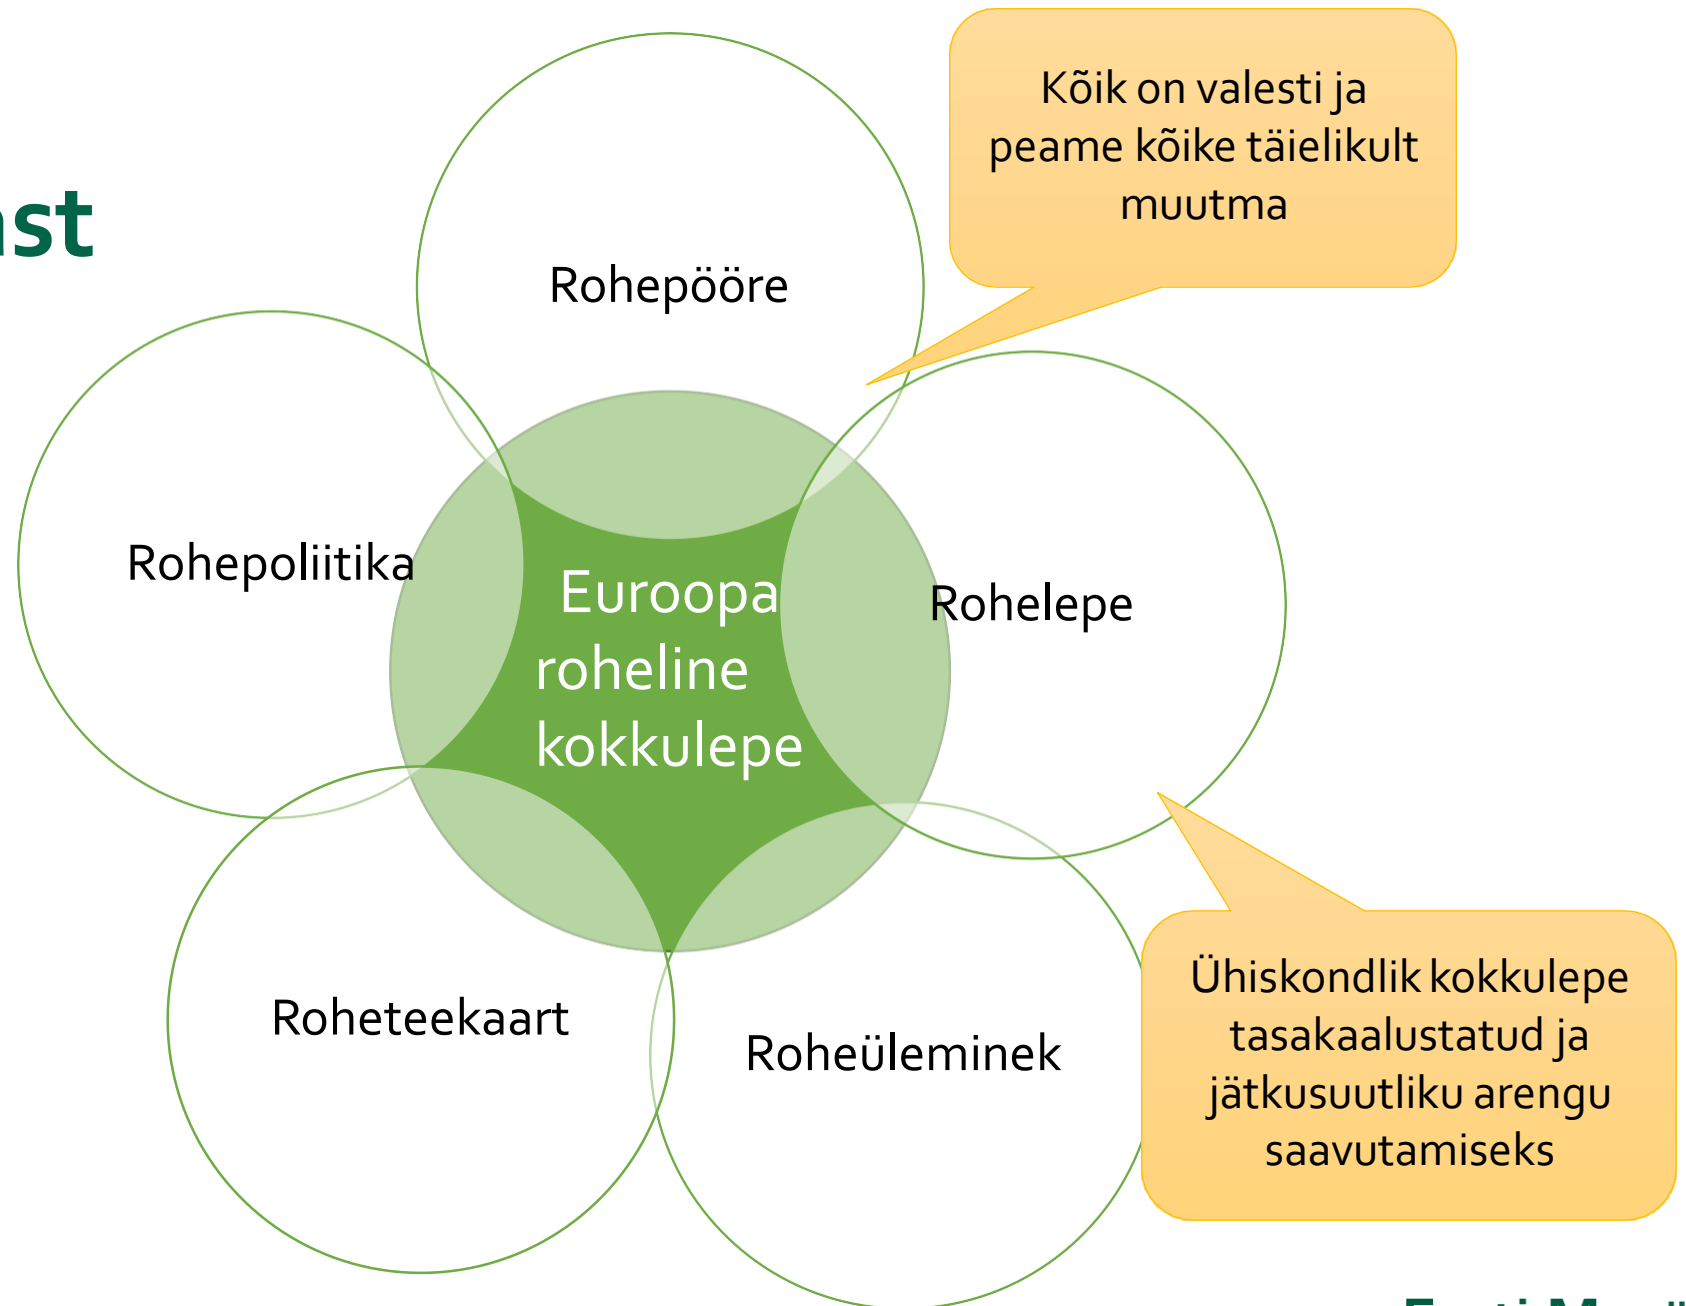 Kõik on valesti ja
peame kõike täielikult
muutma
Rohepööre
Rohepoliitika
Euroopa
roheline
kokkulepe
Rohelepe
Roheteekaart
Roheüleminek
Ühiskondlik kokkulepe
tasakaalustatud ja
jätkusuutliku arengu
saavutamiseks